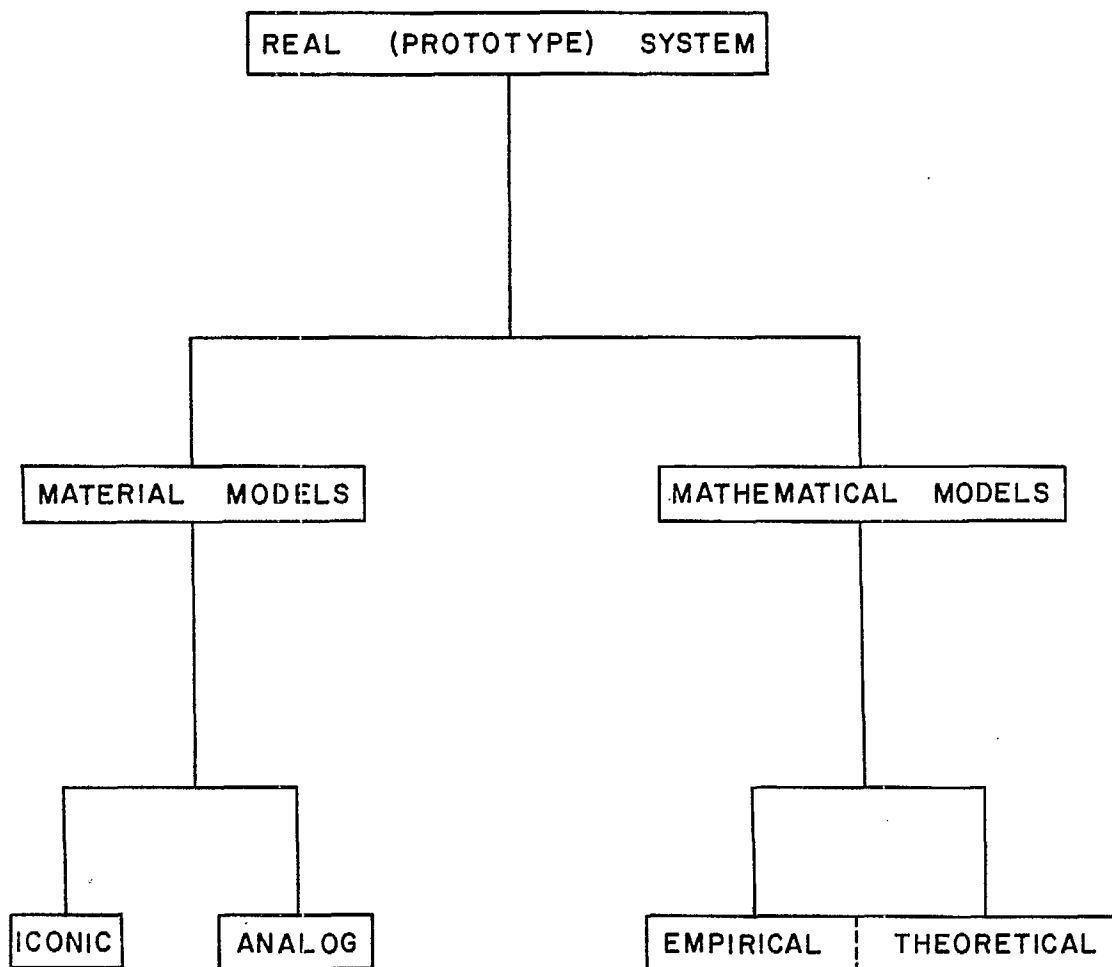 REAL (PROTOTYPE) SYSTEM
MATERIAL MODELS
MATHEMATICAL MODELS
ICONIC
ANALOG
EMPIRICAL
THEORETICAL